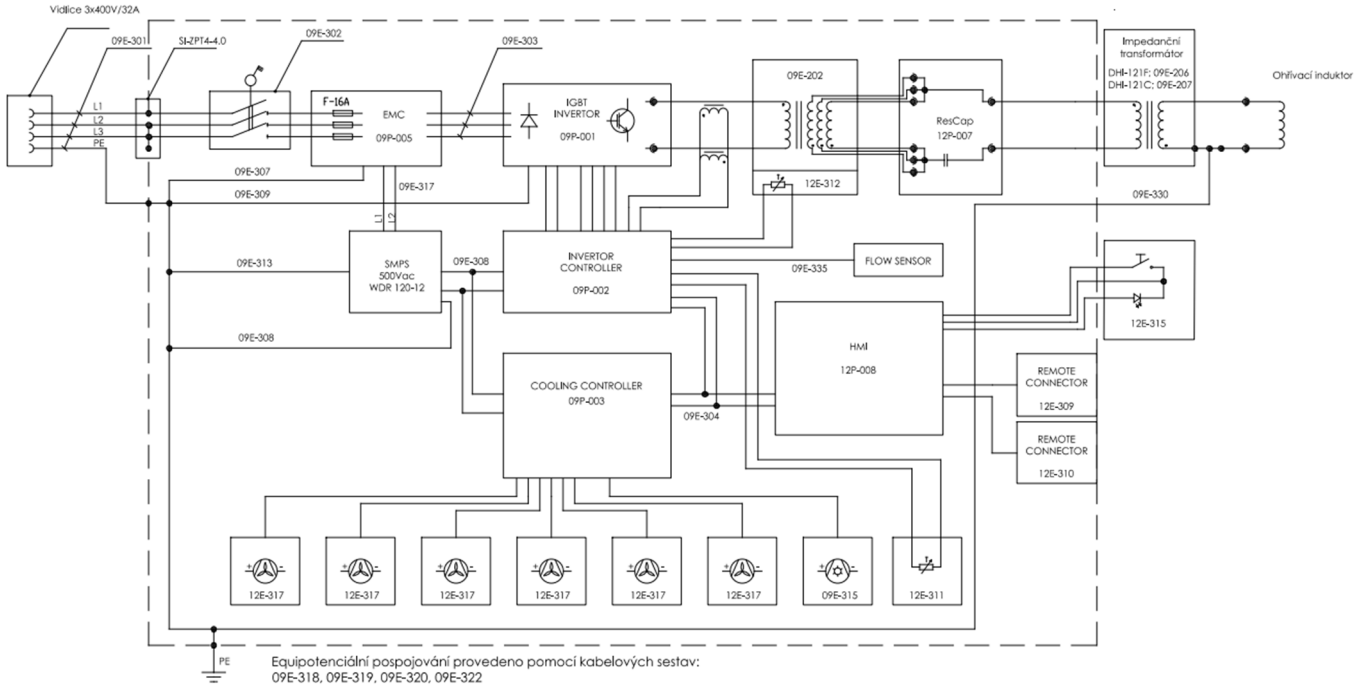 Vidlice 3x400V/32A
09E-301
SI-ZPT4-4.0
09E-302
09E-303
L1
L2
L3
PE
F-16A
EMC
09P-005
IGBT
INVERTOR
09P-001
09E-202
12E-312
ResCap
12P-007
Impedanční
transformátor
DHI-121F; 09E-206
DHI-121C; 09E-207
Ohřívací induktor
09E-307
09E-309
09E-317
L1
L2
09E-330
09E-313
SMPS
500Vac
WDR 120-12
09E-308
INVERTOR
CONTROLLER
09P-002
09E-335
FLOW SENSOR
12E-315
09E-308
HMI
12P-008
COOLING CONTROLLER
09P-003
09E-304
REMOTE
CONNECTOR
12E-309
REMOTE
CONNECTOR
12E-310
+ -
+ -
+ -
+ -
+ -
+ -
+ -
12E-317
12E-317
12E-317
12E-317
12E-317
12E-317
09E-315
12E-311
PE
Equipotenciální pospojování provedeno pomocí kabelových sestav:
09E-318, 09E-319, 09E-320, 09E-322